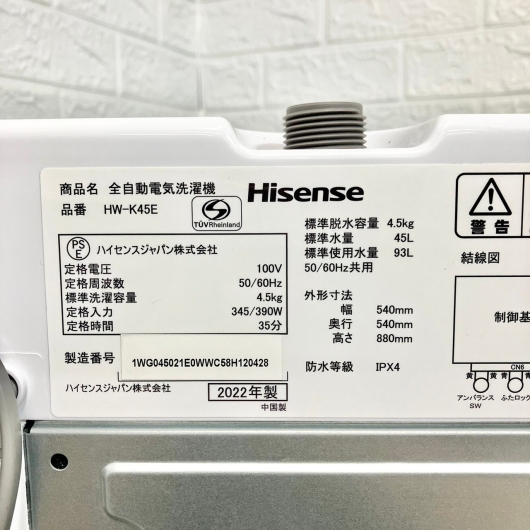 商品名 全自動電気洗濯機
品番 HW-K45E
S
TÜVRheinland
Hisense
PS
E
ハイセンスジャパン株式会社
定格電圧 100V
定格周波数 50/60Hz
標準洗濯容量 4.5kg
定格入力 345/390W
定格時間 35分
製造番号 1WG045021E0WWC58H120428
ハイセンスジャパン株式会社 2022年製
中国製
標準脱水容量 4.5kg
標準水量 45L
標準使用水量 93L
50/60Hz共用
外形寸法
幅 540mm
奥行 540mm
高さ 880mm
防水等級 IPX4
警告
結線図
制御基
CN6
黄 黄 青 青
アンバランス
SW
ふたロック